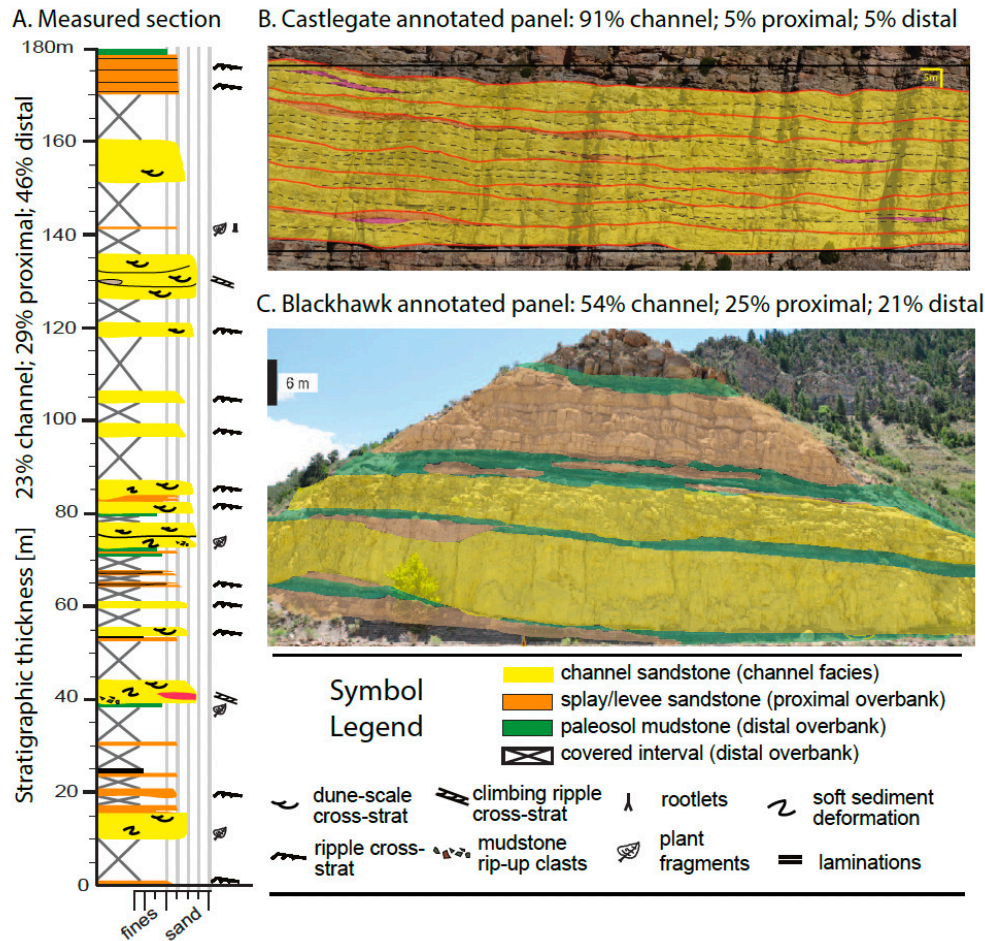 A. Measured section
180m
160
140
120
100
80
60
40
20
0
Stratigraphic thickness [m]
23% channel; 29% proximal; 46% distal
fines
sand
B. Castlegate annotated panel: 91% channel; 5% proximal; 5% distal
5m
C. Blackhawk annotated panel: 54% channel; 25% proximal; 21% distal
6 m
Symbol
Legend
channel sandstone (channel facies)
splay/levee sandstone (proximal overbank)
paleosol mudstone (distal overbank)
covered interval (distal overbank)
dune-scale
cross-strat
climbing ripple
cross-strat
rootlets
soft sediment
deformation
ripple cross-
strat
mudstone
rip-up clasts
plant
fragments
laminations